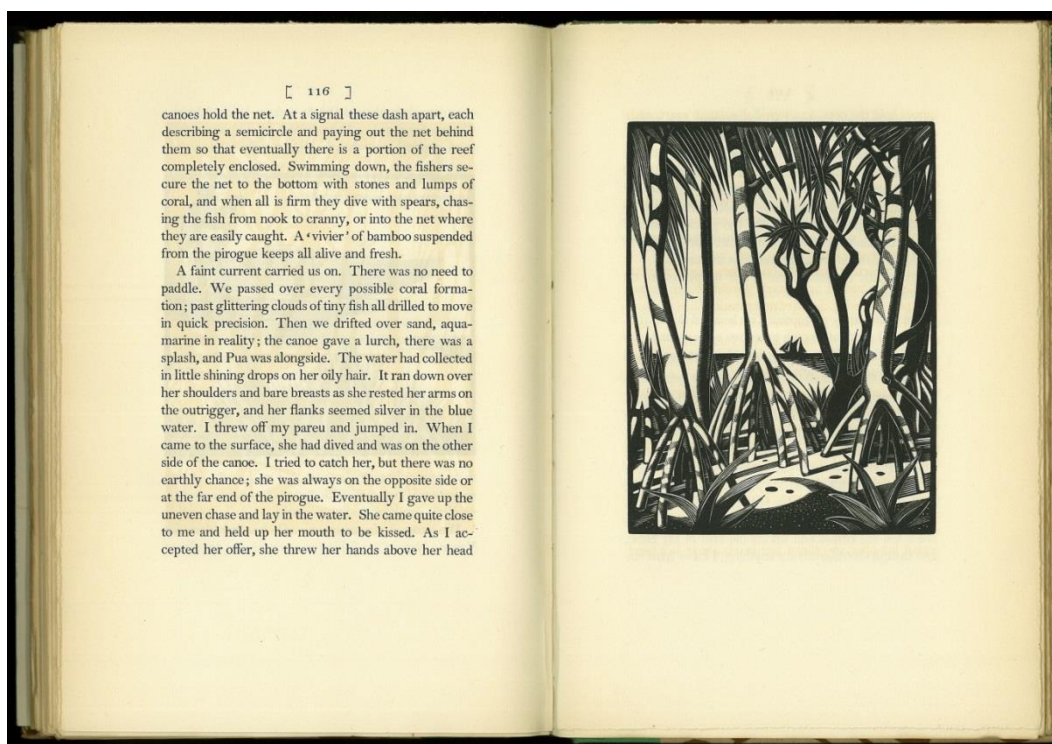 [ 116 ]
canoes hold the net. At a signal these dash apart, each
describing a semicircle and paying out the net behind
them so that eventually there is a portion of the reef
completely enclosed. Swimming down, the fishers se-
cure the net to the bottom with stones and lumps of
coral, and when all is firm they dive with spears, chas-
ing the fish from nook to cranny, or into the net where
they are easily caught. A ‘vivier’ of bamboo suspended
from the pirogue keeps all alive and fresh.
A faint current carried us on. There was no need to
paddle. We passed over every possible coral forma-
tion; past glittering clouds of tiny fish all drilled to move
in quick precision. Then we drifted over sand, aqua-
marine in reality; the canoe gave a lurch, there was a
splash, and Pua was alongside. The water had collected
in little shining drops on her oily hair. It ran down over
her shoulders and bare breasts as she rested her arms on
the outrigger, and her flanks seemed silver in the blue
water. I threw off my pareu and jumped in. When I
came to the surface, she had dived and was on the other
side of the canoe. I tried to catch her, but there was no
earthly chance; she was always on the opposite side or
at the far end of the pirogue. Eventually I gave up the
uneven chase and lay in the water. She came quite close
to me and held up her mouth to be kissed. As I ac-
cepted her offer, she threw her hands above her head